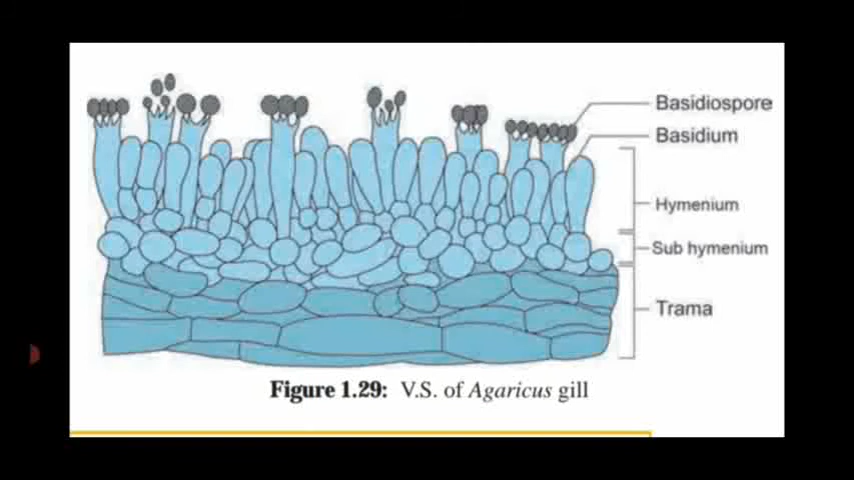 Basidiospore
Basidium
Hymenium
Sub hymenium
Trama
Figure 1.29: V.S. of Agaricus gill